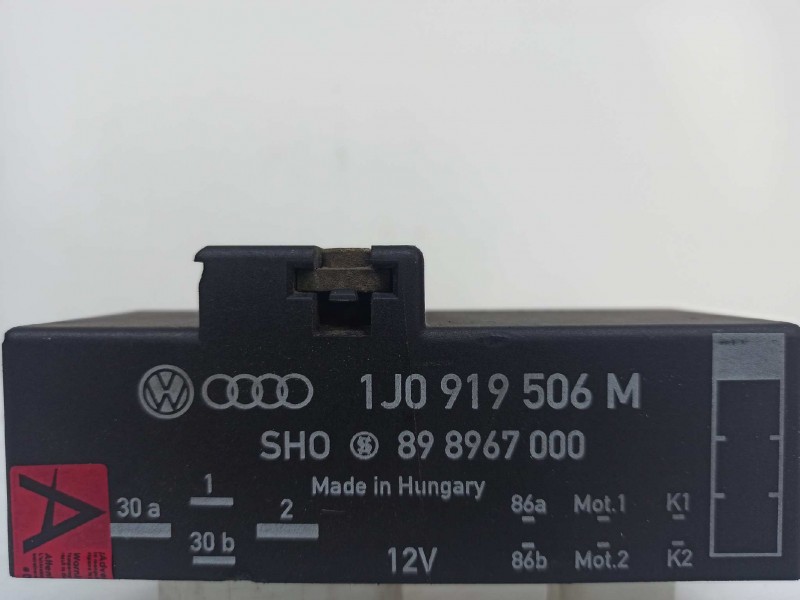 1J0 919 506 M
SHO 89 8967 000
Made in Hungary
30 a 1 2 86a Mot.1 K1
30 b 12V 86b Mot.2 K2
A